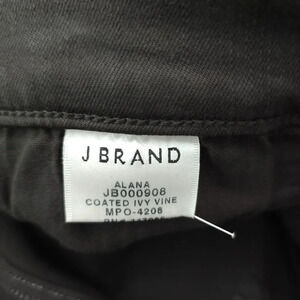 J BRAND
ALANA
JB000908
COATED IVY VINE
MPO-4206